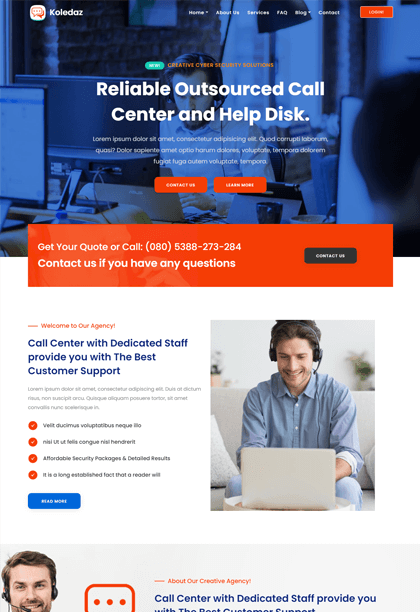 Koledaz
Home About Us Services FAQ Blog Contact
LOGIN
NEW! CREATIVE CYBER SECURITY SOLUTIONS
Reliable Outsourced Call
Center and Help Disk.
Lorem ipsum dolor sit amet, consectetur adipisicing elit. Quod corrupti laborum,
quasi? Dolor sapiente amet optio harum dolores, voluptate, tempora dolorem
fugiat fuga autem voluptate, tempora.
CONTACT US
LEARN MORE
Get Your Quote or Call: (080) 5388-273-284
Contact us if you have any questions
CONTACT US
Welcome to Our Agency!
Call Center with Dedicated Staff
provide you with The Best
Customer Support
Lorem ipsum dolor sit amet, consectetur adipiscing elit. Duis at dictum
risus, non suscipit arcu. Quisque aliquam posuere tortor, sit amet
convallis nunc scelerisque in.
Velit ducimus voluptatibus neque illo
nisi Ut ut felis congue nisl hendrerit
Affordable Security Packages & Detailed Results
It is a long established fact that a reader will
READ MORE
About Our Creative Agency!
Call Center with Dedicated Staff provide you
with The Best Customer Support